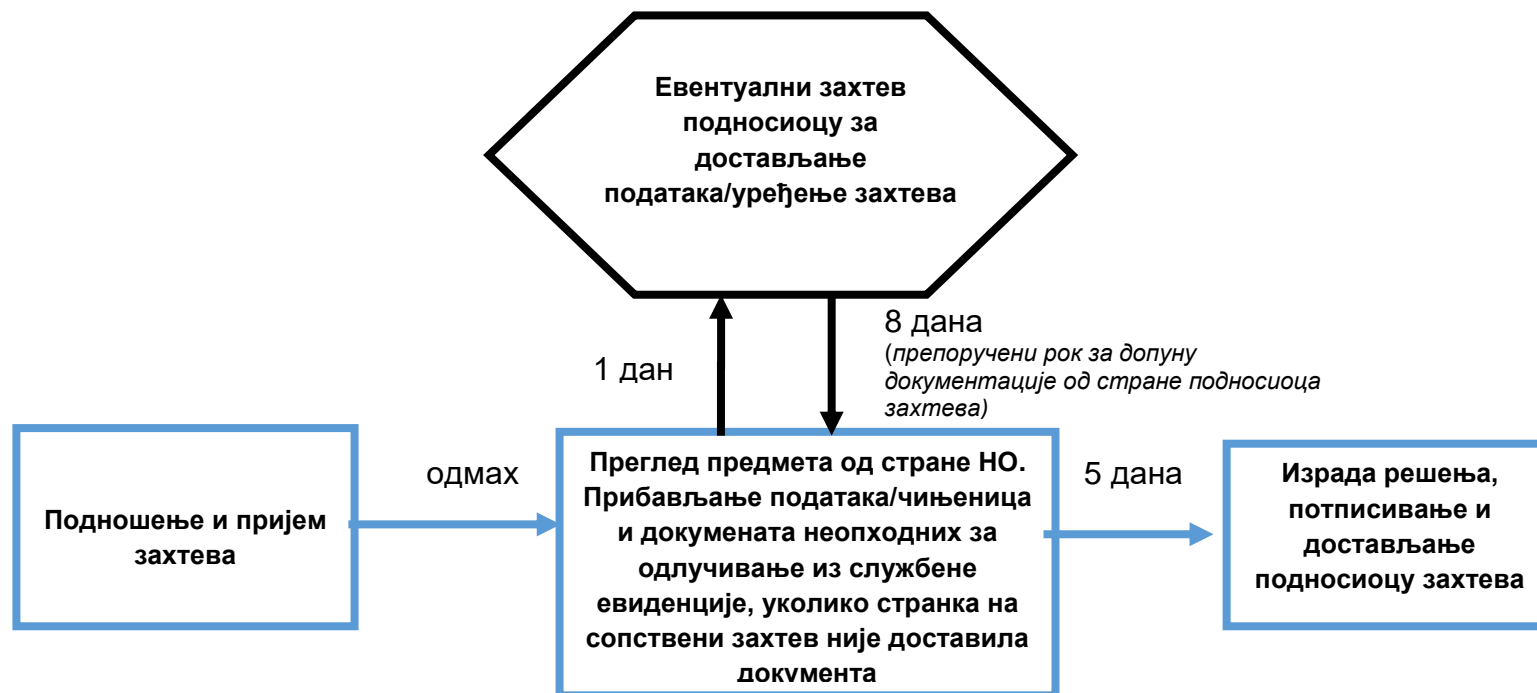 Евентуални захтев
подносиоцу за
достављање
података/уређење захтева
8 дана
(препоручени рок за допуну
документације од стране подносиоца
захтева)
1 дан
Подношење и пријем
захтева
одмах
Преглед предмета од стране НО.
Прибављање података/чињеница
и докумената неопходних за
одлучивање из службене
евиденције, уколико странка на
сопствени захтев није доставила
документа
5 дана
Израда решења,
потписивање и
достављање
подносиоцу захтева